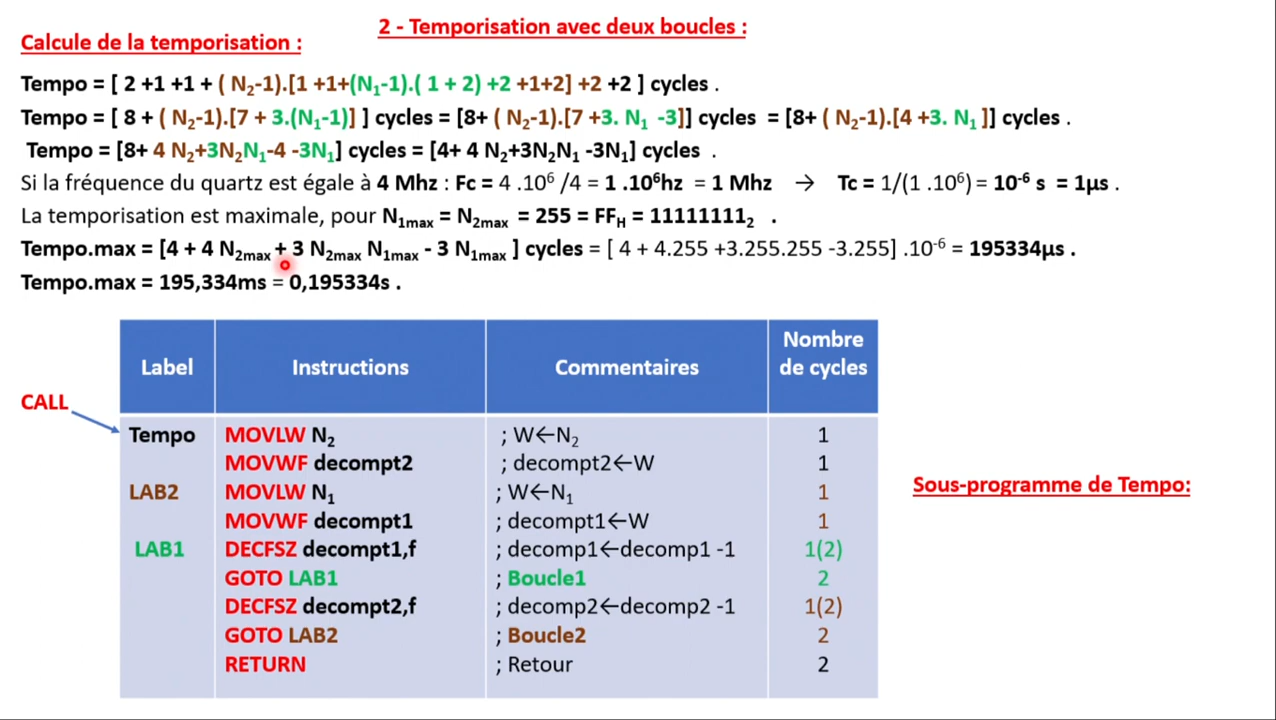 2 - Temporisation avec deux boucles :
Calcule de la temporisation :
Tempo = [ 2 +1 +1 + ( N₂-1).[1 +1+(N₁-1).( 1 + 2) +2 +1+2] +2 +2 ] cycles .
Tempo = [ 8 + ( N₂-1).[7 + 3.(N₁-1)] ] cycles = [8+ ( N₂-1).[7 +3. N₁ -3]] cycles = [8+ ( N₂-1).[4 +3. N₁ ]] cycles .
Tempo = [8+ 4 N₂+3N₂N₁-4 -3N₁] cycles = [4+ 4 N₂+3N₂N₁ -3N₁] cycles .
Si la fréquence du quartz est égale à 4 Mhz : Fc = 4 .10⁶ /4 = 1 .10⁶hz = 1 Mhz → Tc = 1/(1 .10⁶) = 10⁻⁶ s = 1µs .
La temporisation est maximale, pour N₁max = N₂max = 255 = FFH = 11111111₂ .
Tempo.max = [4 + 4 N₂max + 3 N₂max N₁max - 3 N₁max ] cycles = [ 4 + 4.255 +3.255.255 -3.255] .10⁻⁶ = 195334µs .
Tempo.max = 195,334ms = 0,195334s .
Label Instructions Commentaires Nombre de cycles
CALL
Tempo MOVLW N₂ ; W←N₂ 1
MOVWF decompt2 ; decompt2←W 1
LAB2 MOVLW N₁ ; W←N₁ 1
MOVWF decompt1 ; decompt1←W 1
LAB1 DECFSZ decompt1,f ; decomp1←decomp1 -1 1(2)
GOTO LAB1 ; Boucle1 2
DECFSZ decompt2,f ; decomp2←decomp2 -1 1(2)
GOTO LAB2 ; Boucle2 2
RETURN ; Retour 2
Sous-programme de Tempo: